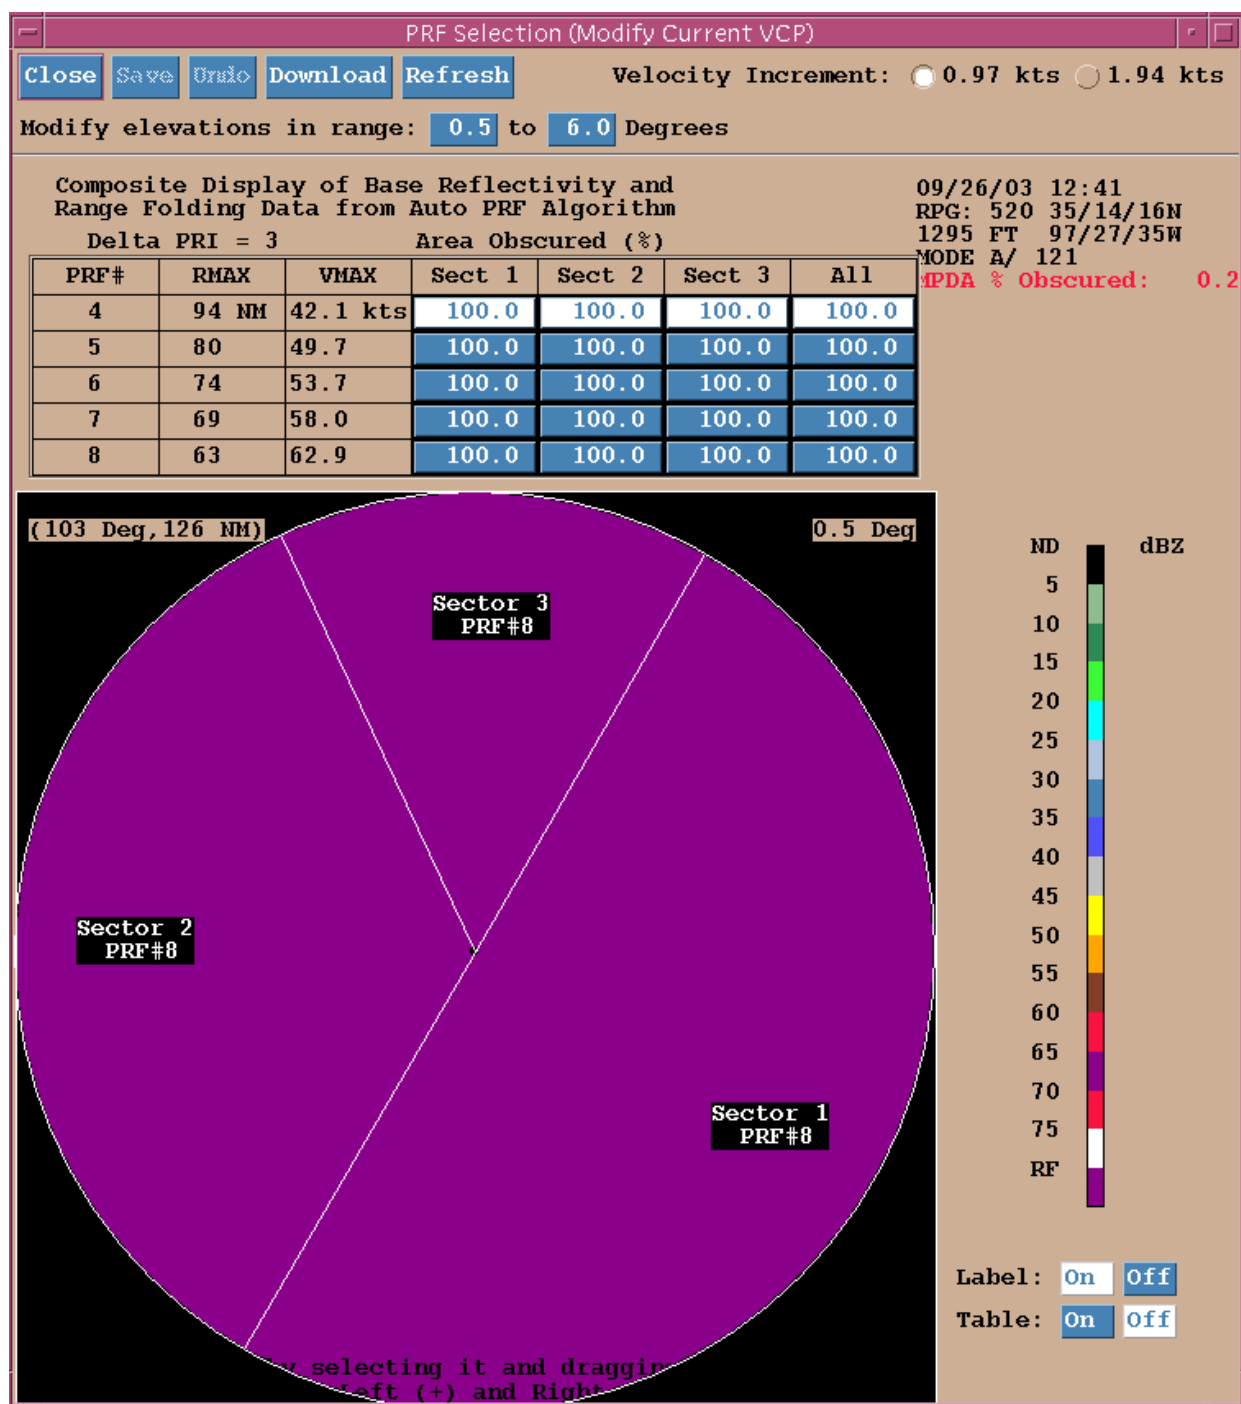 PRF Selection (Modify Current VCP)
Close Save Undo Download Refresh Velocity Increment: 0.97 kts 1.94 kts
Modify elevations in range: 0.5 to 6.0 Degrees
Composite Display of Base Reflectivity and
Range Folding Data from Auto PRF Algorithm
Delta PRI = 3 Area Obscured (%)
09/26/03 12:41
RPG: 520 35/14/16N
1295 FT 97/27/35W
MODE A/ 121
MPDA % Obscured: 0.2
PRF# RMAX VMAX Sect 1 Sect 2 Sect 3 All
4 94 NM 42.1 kts 100.0 100.0 100.0 100.0
5 80 49.7 100.0 100.0 100.0 100.0
6 74 53.7 100.0 100.0 100.0 100.0
7 69 58.0 100.0 100.0 100.0 100.0
8 63 62.9 100.0 100.0 100.0 100.0
(103 Deg,126 NM) 0.5 Deg
Sector 3
PRF#8
Sector 2
PRF#8
Sector 1
PRF#8
selecting it and
(+) and
ND dBZ
5
10
15
20
25
30
35
40
45
50
55
60
65
70
75
RF
Label: On Off
Table: On Off